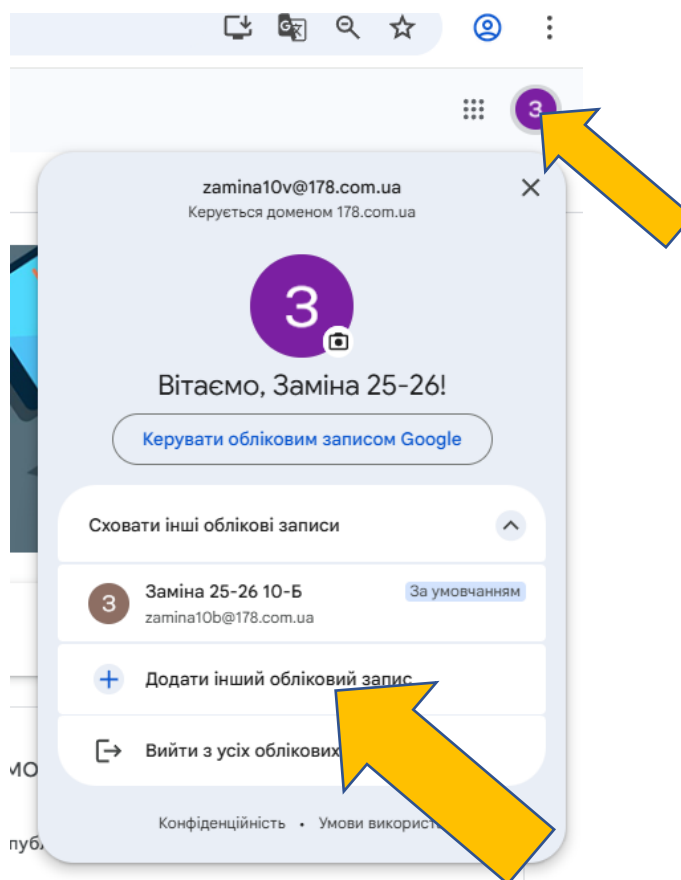 З
zamina10v@178.com.ua
Керується доменом 178.com.ua
З
Вітаємо, Заміна 25-26!
Керувати обліковим записом Google
Сховати інші облікові записи
З
Заміна 25-26 10-Б
За умовчанням
zamina10b@178.com.ua
Додати інший обліковий запис
Вийти з усіх облікових
Конфіденційність • Умови